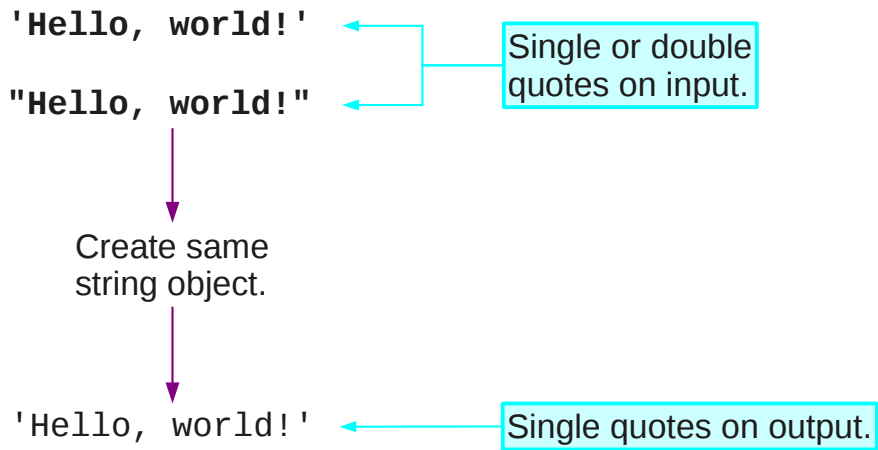 'Hello, world!'
Single or double
quotes on input.
"Hello, world!"
Create same
string object.
'Hello, world!'
Single quotes on output.